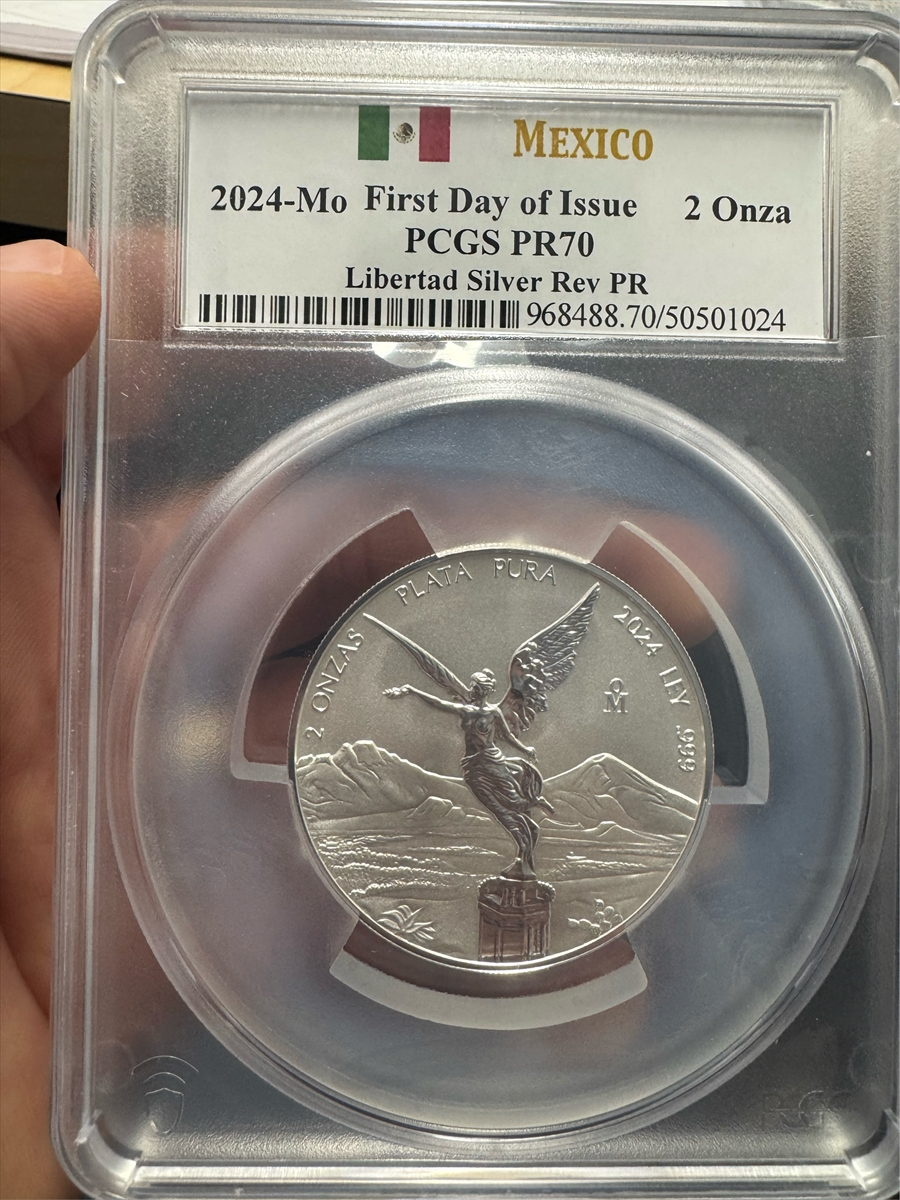 MEXICO
2024-Mo First Day of Issue 2 Onza
PCGS PR70
Libertad Silver Rev PR
968488.70/50501024
2 ONZAS PLATA PURA 2024 LEY .999
M
PCGS